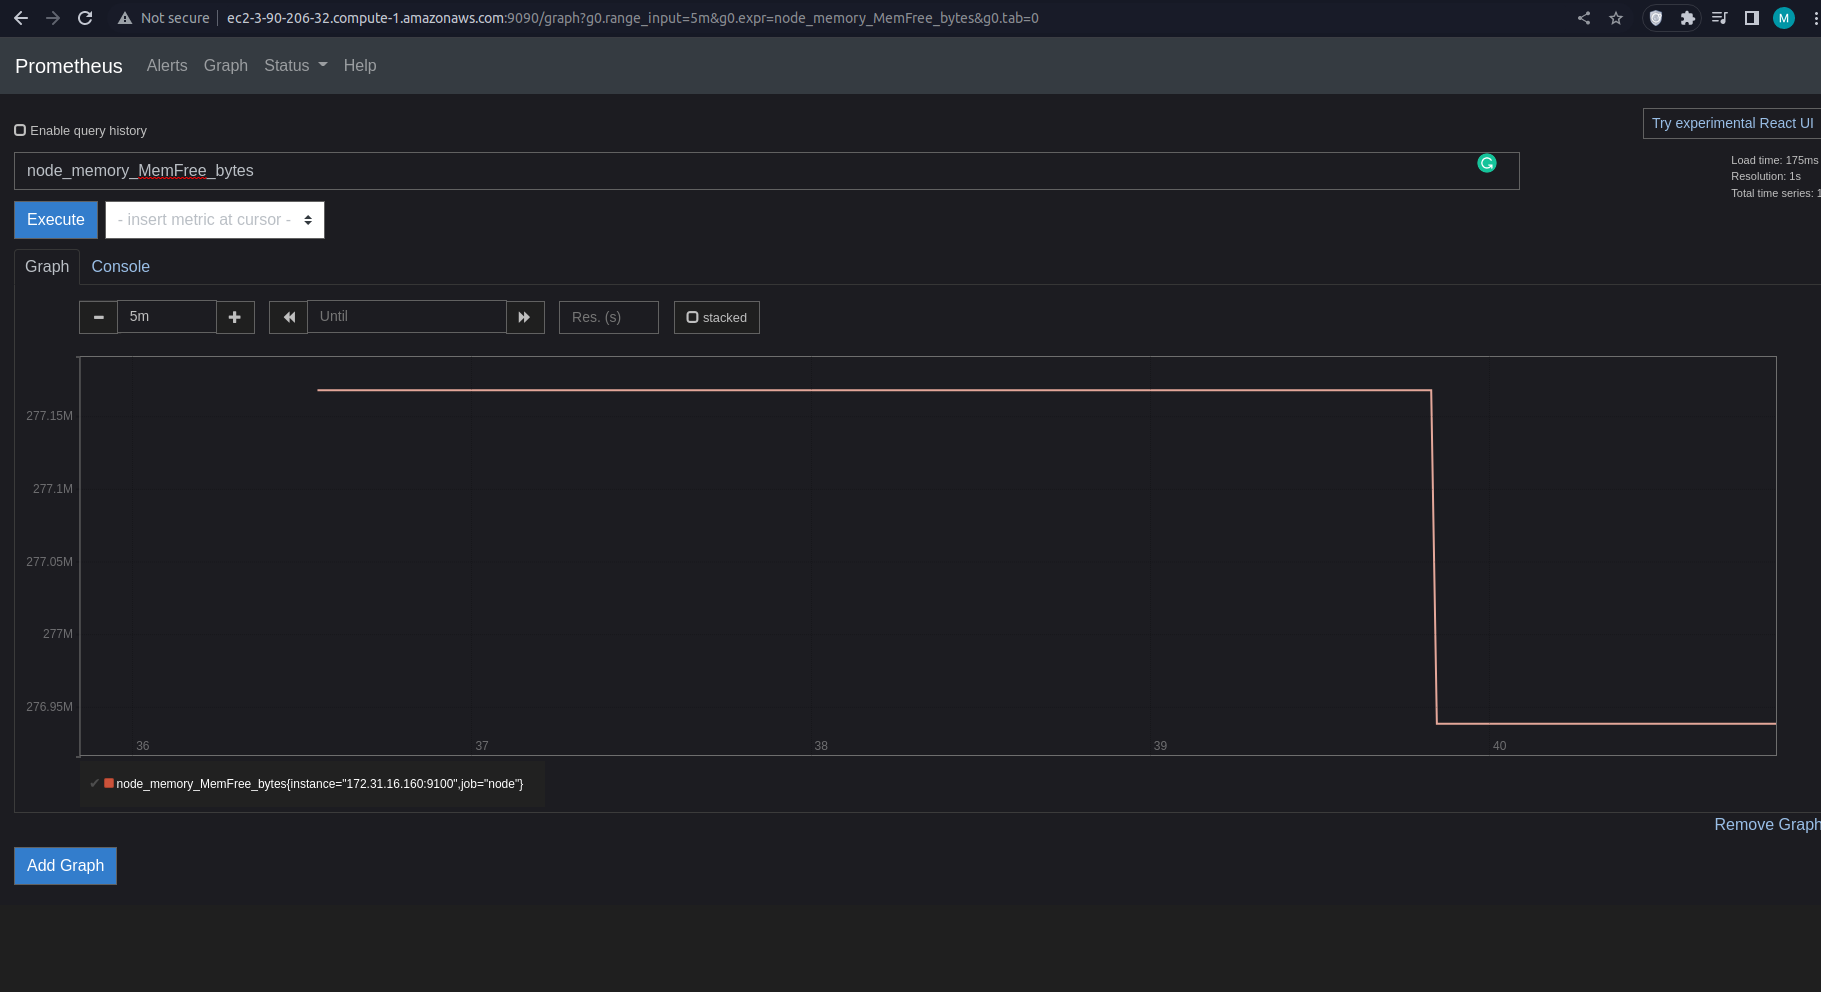 Not secure ec2-3-90-206-32.compute-1.amazonaws.com:9090/graph?g0.range_input=5m&g0.expr=node_memory_MemFree_bytes&g0.tab=0
M
Prometheus Alerts Graph Status Help
Enable query history
Try experimental React UI
node_memory_MemFree_bytes
Load time: 175ms
Resolution: 1s
Total time series: 1
Execute - insert metric at cursor -
Graph Console
5m Until Res. (s) stacked
277.15M
277.1M
277.05M
277M
276.95M
36 37 38 39 40
node_memory_MemFree_bytes{instance="172.31.16.160:9100",job="node"}
Remove Graph
Add Graph